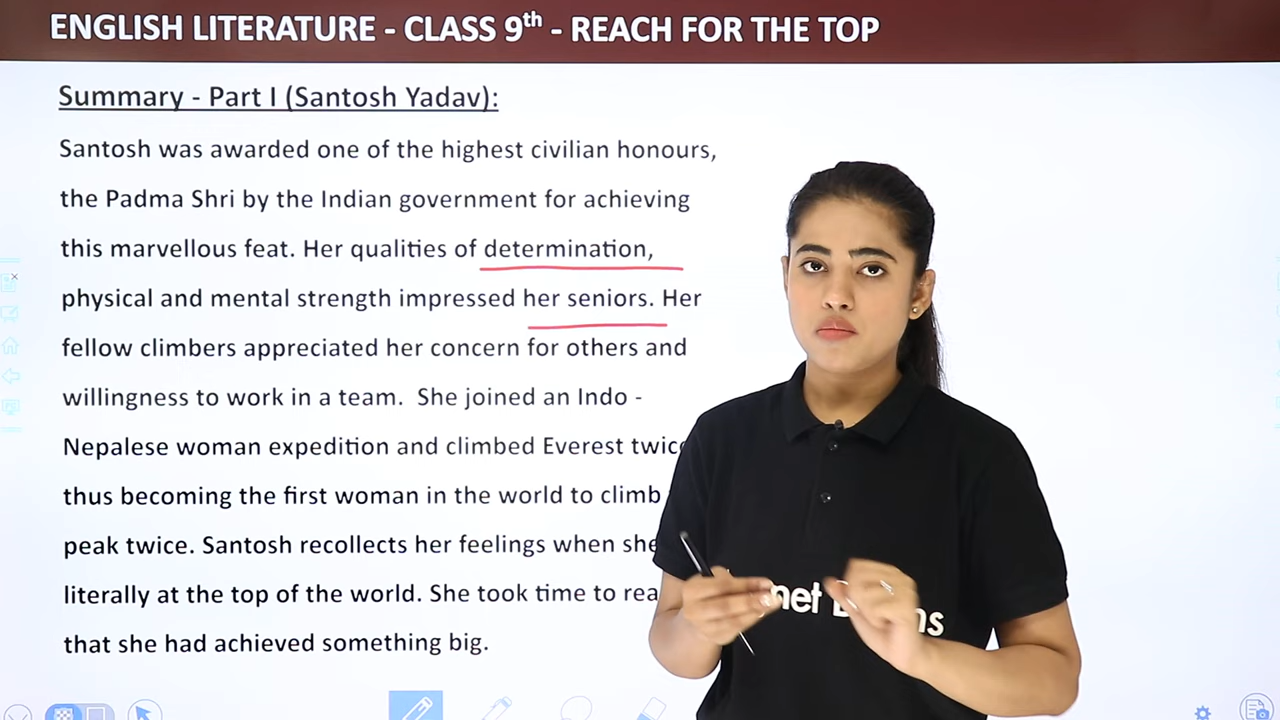 ENGLISH LITERATURE - CLASS 9th - REACH FOR THE TOP
Summary - Part I (Santosh Yadav):
Santosh was awarded one of the highest civilian honours,
the Padma Shri by the Indian government for achieving
this marvellous feat. Her qualities of determination,
physical and mental strength impressed her seniors. Her
fellow climbers appreciated her concern for others and
willingness to work in a team. She joined an Indo -
Nepalese woman expedition and climbed Everest
thus becoming the first woman in the world to climb
peak twice. Santosh recollects her feelings when she
literally at the top of the world. She took time to
that she had achieved something big.